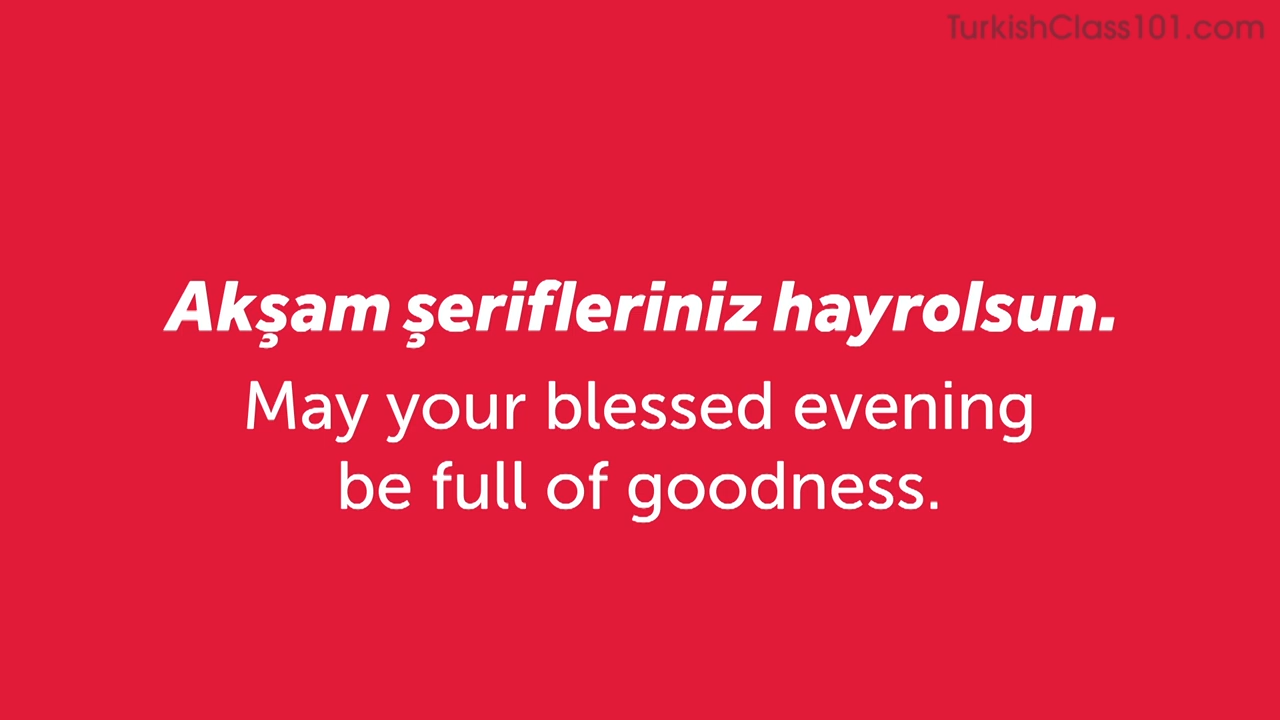 TurkishClass101.com
Akşam şerifleriniz hayrolsun.
May your blessed evening
be full of goodness.